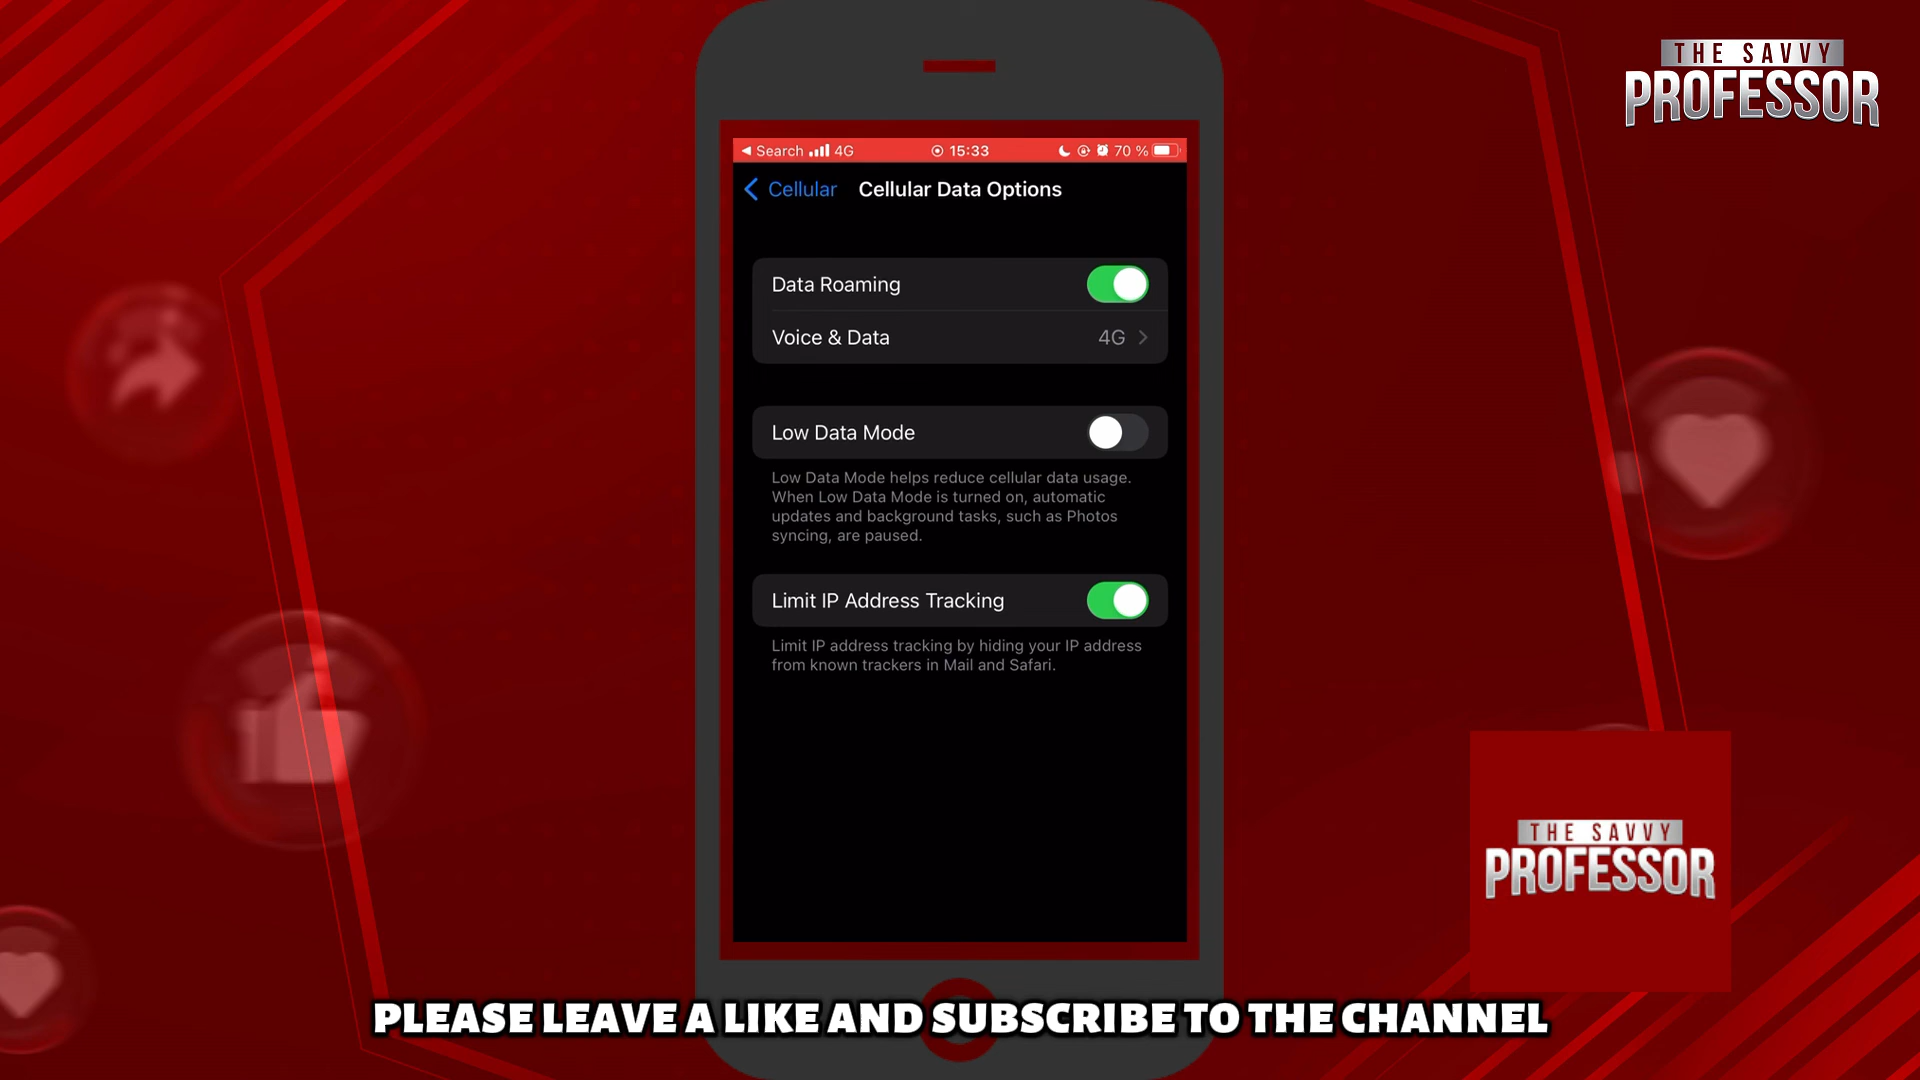 THE SAVVY
PROFESSOR
Search 4G 15:33 70 %
Cellular Cellular Data Options
Data Roaming
Voice & Data 4G
Low Data Mode
Low Data Mode helps reduce cellular data usage.
When Low Data Mode is turned on, automatic
updates and background tasks, such as Photos
syncing, are paused.
Limit IP Address Tracking
Limit IP address tracking by hiding your IP address
from known trackers in Mail and Safari.
THE SAVVY
PROFESSOR
PLEASE LEAVE A LIKE AND SUBSCRIBE TO THE CHANNEL